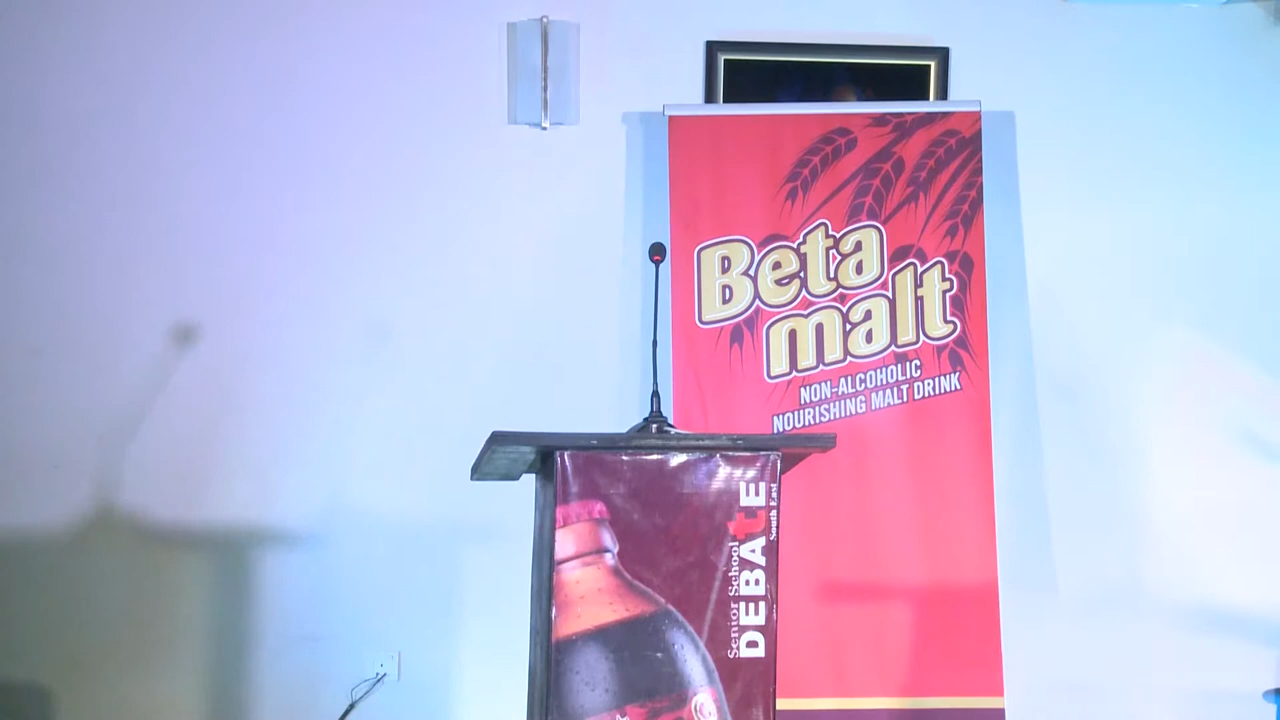 Beta
malt
NON-ALCOHOLIC
NOURISHING MALT DRINK
Senior School
DEBAtE
South East